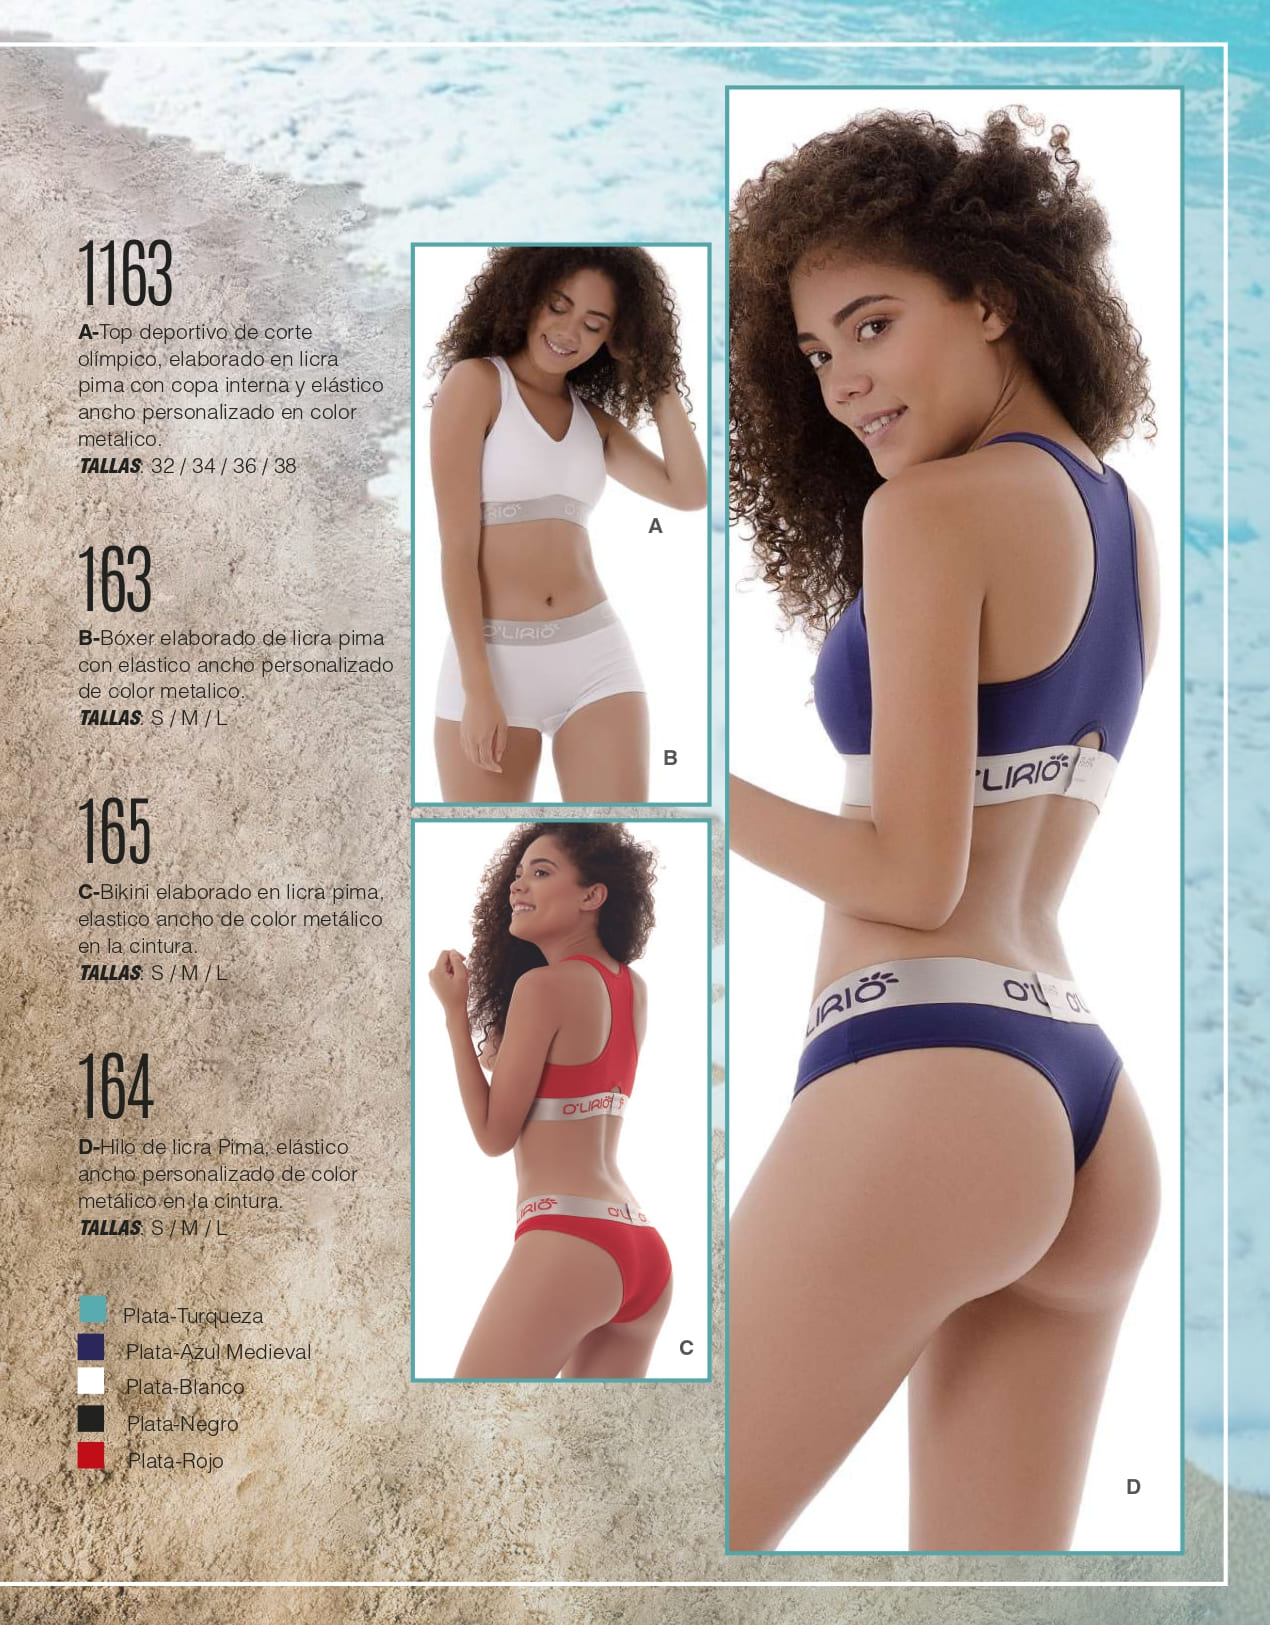 1163
A-Top deportivo de corte
olímpico, elaborado en licra
pima con copa interna y elástico
ancho personalizado en color
metalico.
TALLAS: 32 / 34 / 36 / 38
163
B-Bóxer elaborado de licra pima
con elastico ancho personalizado
de color metalico.
TALLAS: S / M / L
165
C-Bikini elaborado en licra pima,
elastico ancho de color metálico
en la cintura.
TALLAS: S / M / L
164
D-Hilo de licra Pima, elástico
ancho personalizado de color
metálico en la cintura.
TALLAS: S / M / L
Plata-Turqueza
Plata-Azul Medieval
Plata-Blanco
Plata-Negro
Plata-Rojo
RIO O'L
A
O'LIRIO
B
O'LIRIO
LIRIO O'L O
C
'LIRIO
LIRIO O'L O'L
D